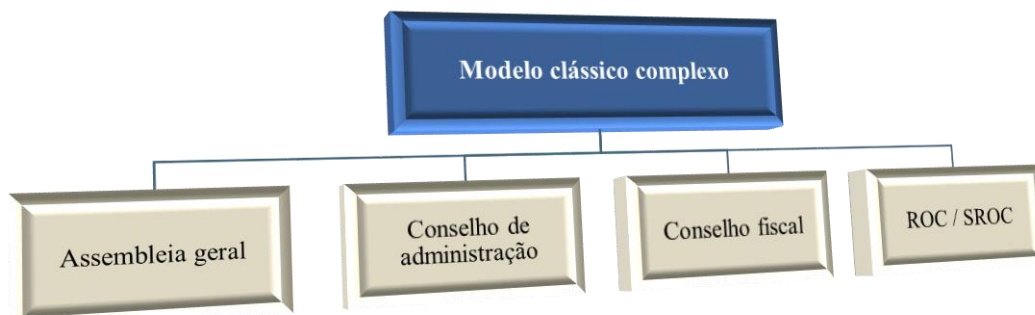 Modelo clássico complexo
Assembleia geral
Conselho de
administração
Conselho fiscal
ROC / SROC